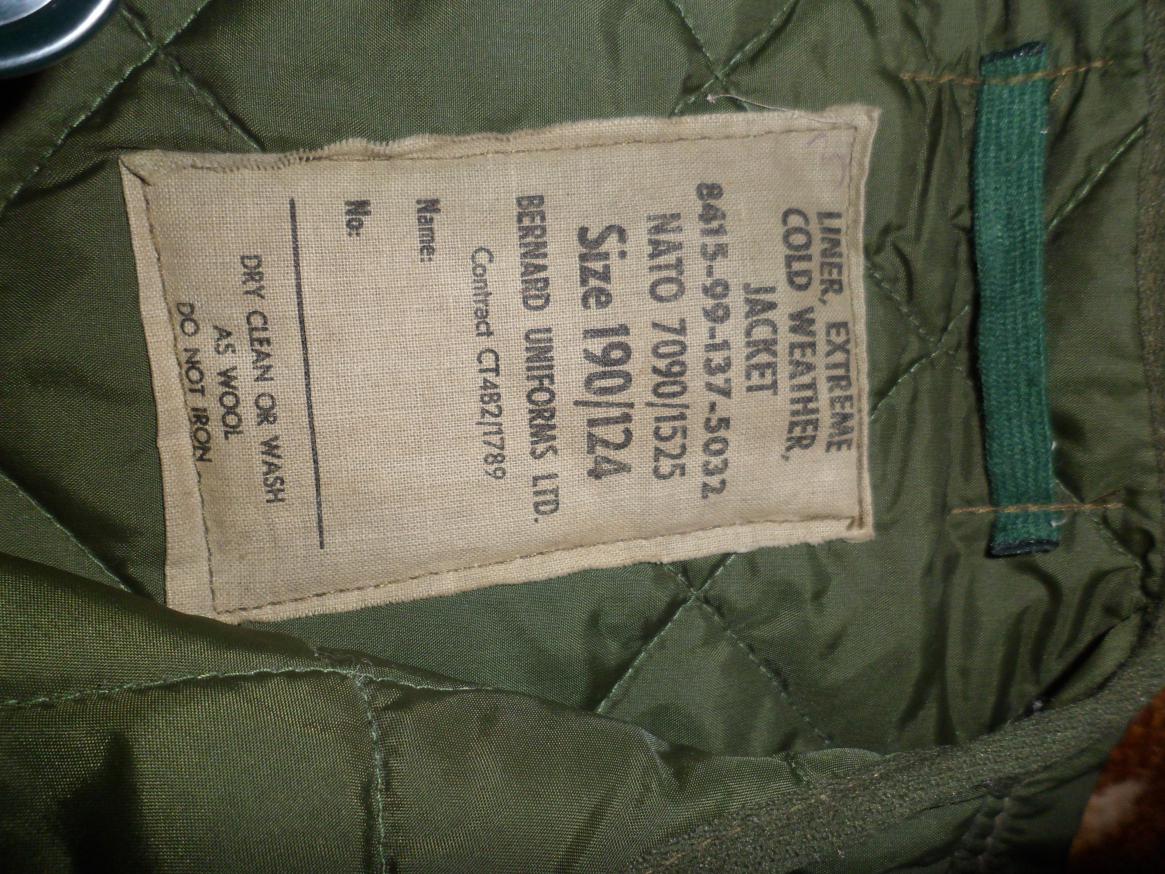 LINER, EXTREME
COLD WEATHER,
JACKET
8415-99-137-5032
NATO 7090/1525
Size 190/124
BERNARD UNIFORMS LTD.
Contract CT482/1789
Name:
No:
DRY CLEAN OR WASH
AS WOOL
DO NOT IRON